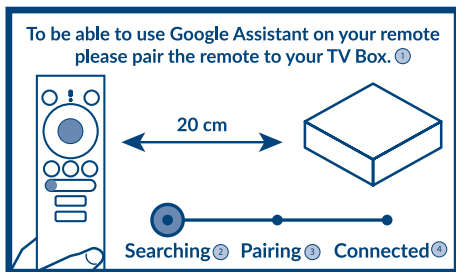 To be able to use Google Assistant on your remote
please pair the remote to your TV Box. 1
20 cm
Searching 2 Pairing 3 Connected 4